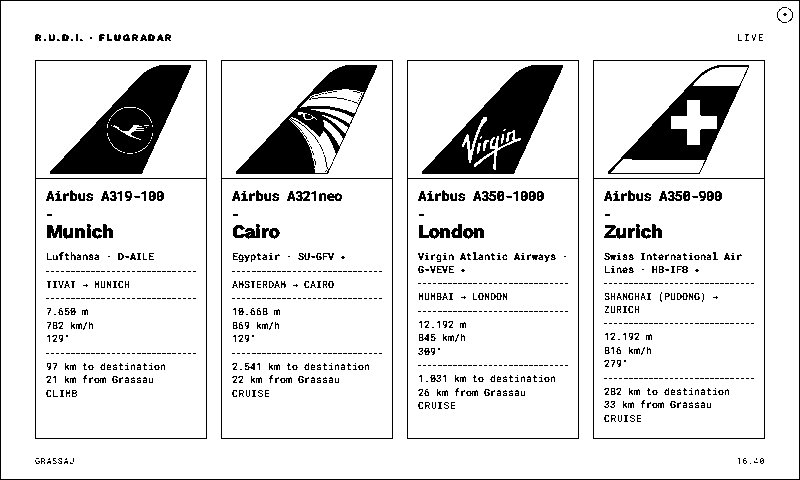 R.U.D.I. · FLUGRADAR
LIVE
Virgin
Airbus A319-100
-
Munich
Lufthansa · D-AILE
TIVAT → MUNICH
7.650 m
782 km/h
129°
97 km to destination
21 km from Grassau
CLIMB
Airbus A321neo
-
Cairo
Egyptair · SU-GFV ✦
AMSTERDAM → CAIRO
10.668 m
869 km/h
129°
2.541 km to destination
22 km from Grassau
CRUISE
Airbus A350-1000
-
London
Virgin Atlantic Airways ·
G-VEVE ✦
MUMBAI → LONDON
12.192 m
845 km/h
309°
1.031 km to destination
26 km from Grassau
CRUISE
Airbus A350-900
-
Zurich
Swiss International Air
Lines · HB-IFB ✦
SHANGHAI (PUDONG) →
ZURICH
12.192 m
816 km/h
279°
282 km to destination
33 km from Grassau
CRUISE
GRASSAU
16:40